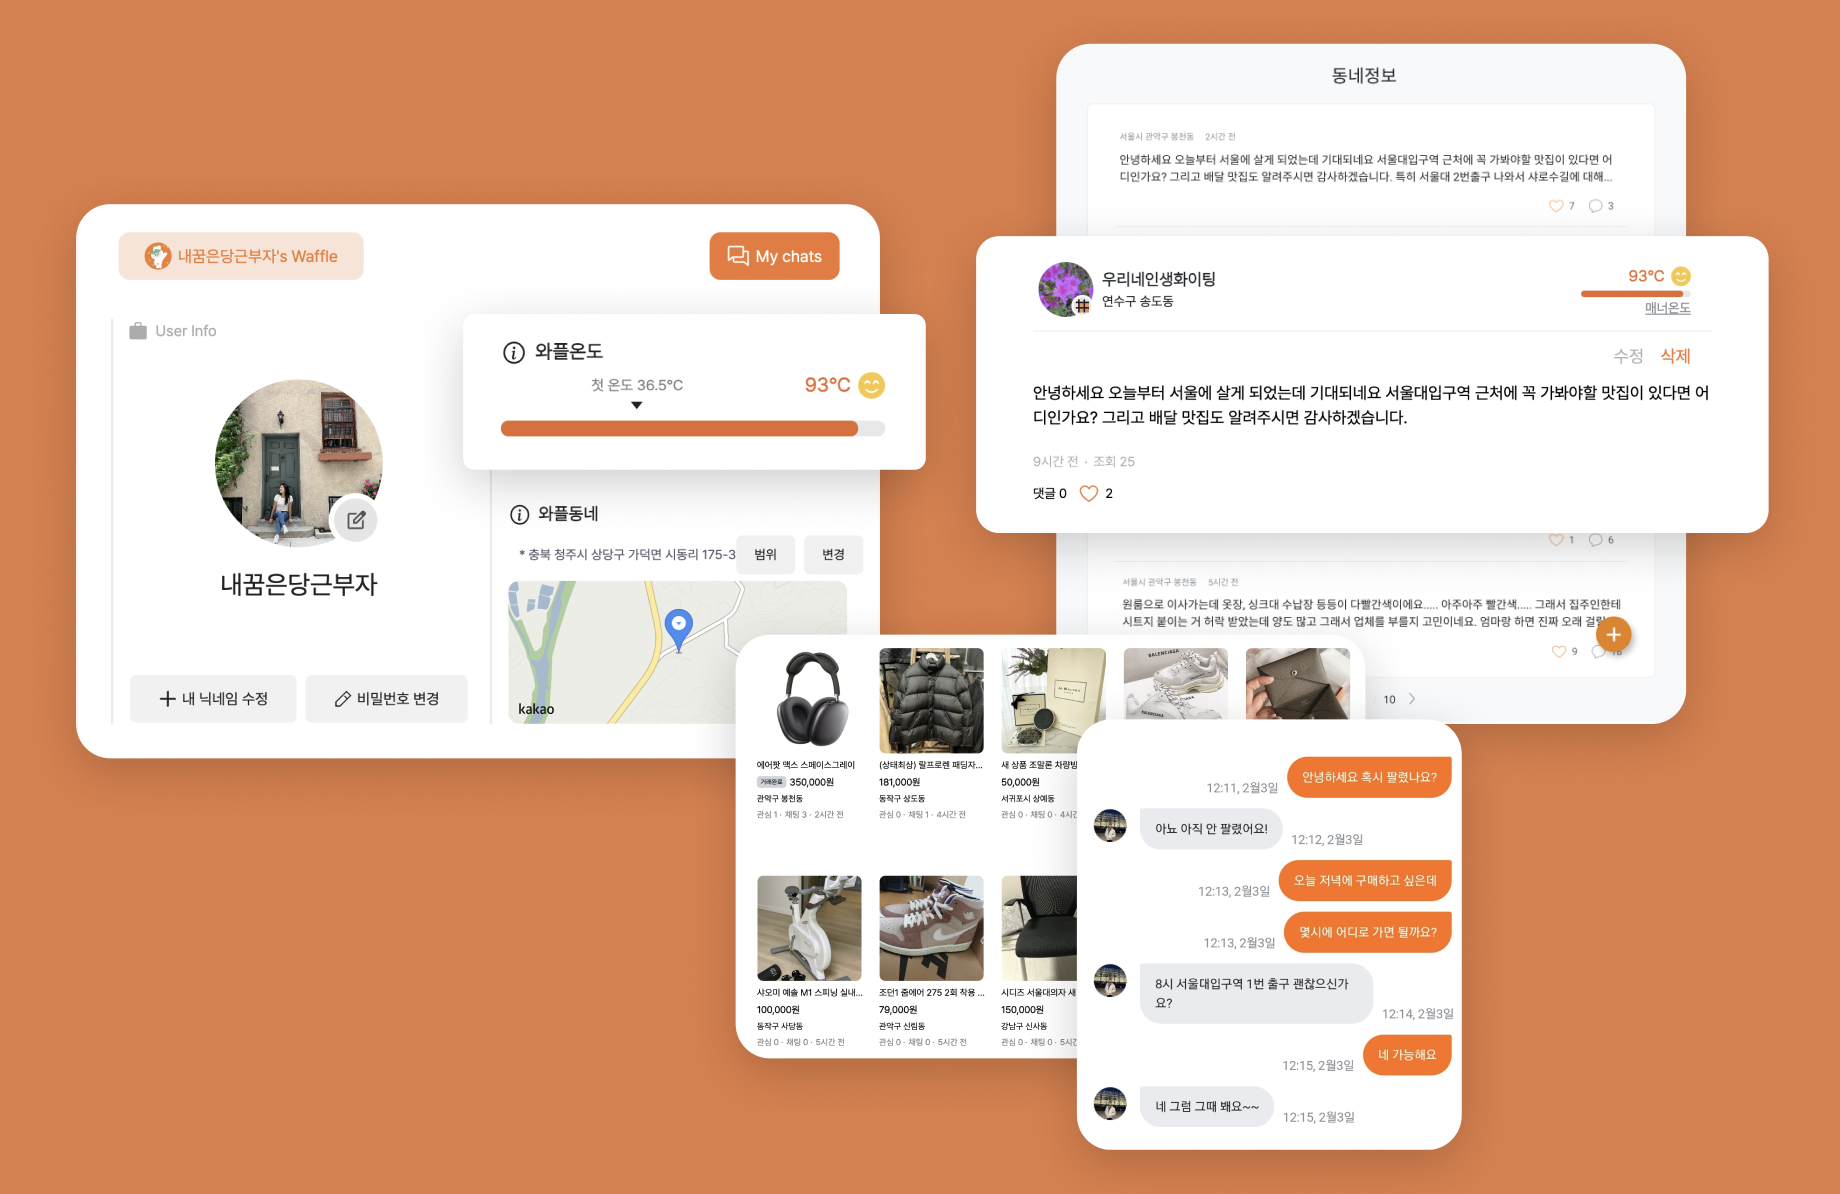 내꿈은당근부자's Waffle
My chats
User Info
내꿈은당근부자
내 닉네임 수정
비밀번호 변경
와플온도
첫 온도 36.5°C
93°C
와플동네
* 충북 청주시 상당구 가덕면 시동리 175-3
범위
변경
kakao
동네정보
서울시 관악구 봉천동 2시간 전
안녕하세요 오늘부터 서울에 살게 되었는데 기대되네요 서울대입구역 근처에 꼭 가봐야할 맛집이 있다면 어
디인가요? 그리고 배달 맛집도 알려주시면 감사하겠습니다. 특히 서울대 2번출구 나와서 샤로수길에 대해...
7 3
우리네인생화이팅
연수구 송도동
93°C
매너온도
수정 삭제
안녕하세요 오늘부터 서울에 살게 되었는데 기대되네요 서울대입구역 근처에 꼭 가봐야할 맛집이 있다면 어
디인가요? 그리고 배달 맛집도 알려주시면 감사하겠습니다.
9시간 전 · 조회 25
댓글 0 2
1 6
서울시 관악구 봉천동 5시간 전
원룸으로 이사가는데 옷장, 싱크대 수납장 등등이 다빨간색이에요..... 아주아주 빨간색..... 그래서 집주인한테
시트지 붙이는 거 허락 받았는데 양도 많고 그래서 업체를 부를지 고민이네요. 엄마랑 하면 진짜 오래
9
10
BALENCIAGA
에어팟 맥스 스페이스그레이
거래완료 350,000원
관악구 봉천동
관심 1 · 채팅 3 · 2시간 전
(상태최상) 랄프로렌 패딩자...
181,000원
동작구 상도동
관심 0 · 채팅 1 · 4시간 전
새 상품 조말론 차량방
50,000원
서귀포시 상예동
관심 0 · 채팅 0 · 4시간
샤오미 예솔 M1 스피닝 실내...
100,000원
동작구 사당동
관심 0 · 채팅 0 · 5시간 전
조던1 줌에어 275 2회 착용 ...
79,000원
관악구 신림동
관심 0 · 채팅 0 · 5시간 전
시디즈 서울대의자 새
150,000원
강남구 신사동
관심 0 · 채팅 0 · 5시간
안녕하세요 혹시 팔렸나요?
12:11, 2월3일
아뇨 아직 안 팔렸어요!
12:12, 2월3일
오늘 저녁에 구매하고 싶은데
12:13, 2월3일
몇시에 어디로 가면 될까요?
12:13, 2월3일
8시 서울대입구역 1번 출구 괜찮으신가
요?
12:14, 2월3일
네 가능해요
12:15, 2월3일
네 그럼 그때 봬요~~
12:15, 2월3일